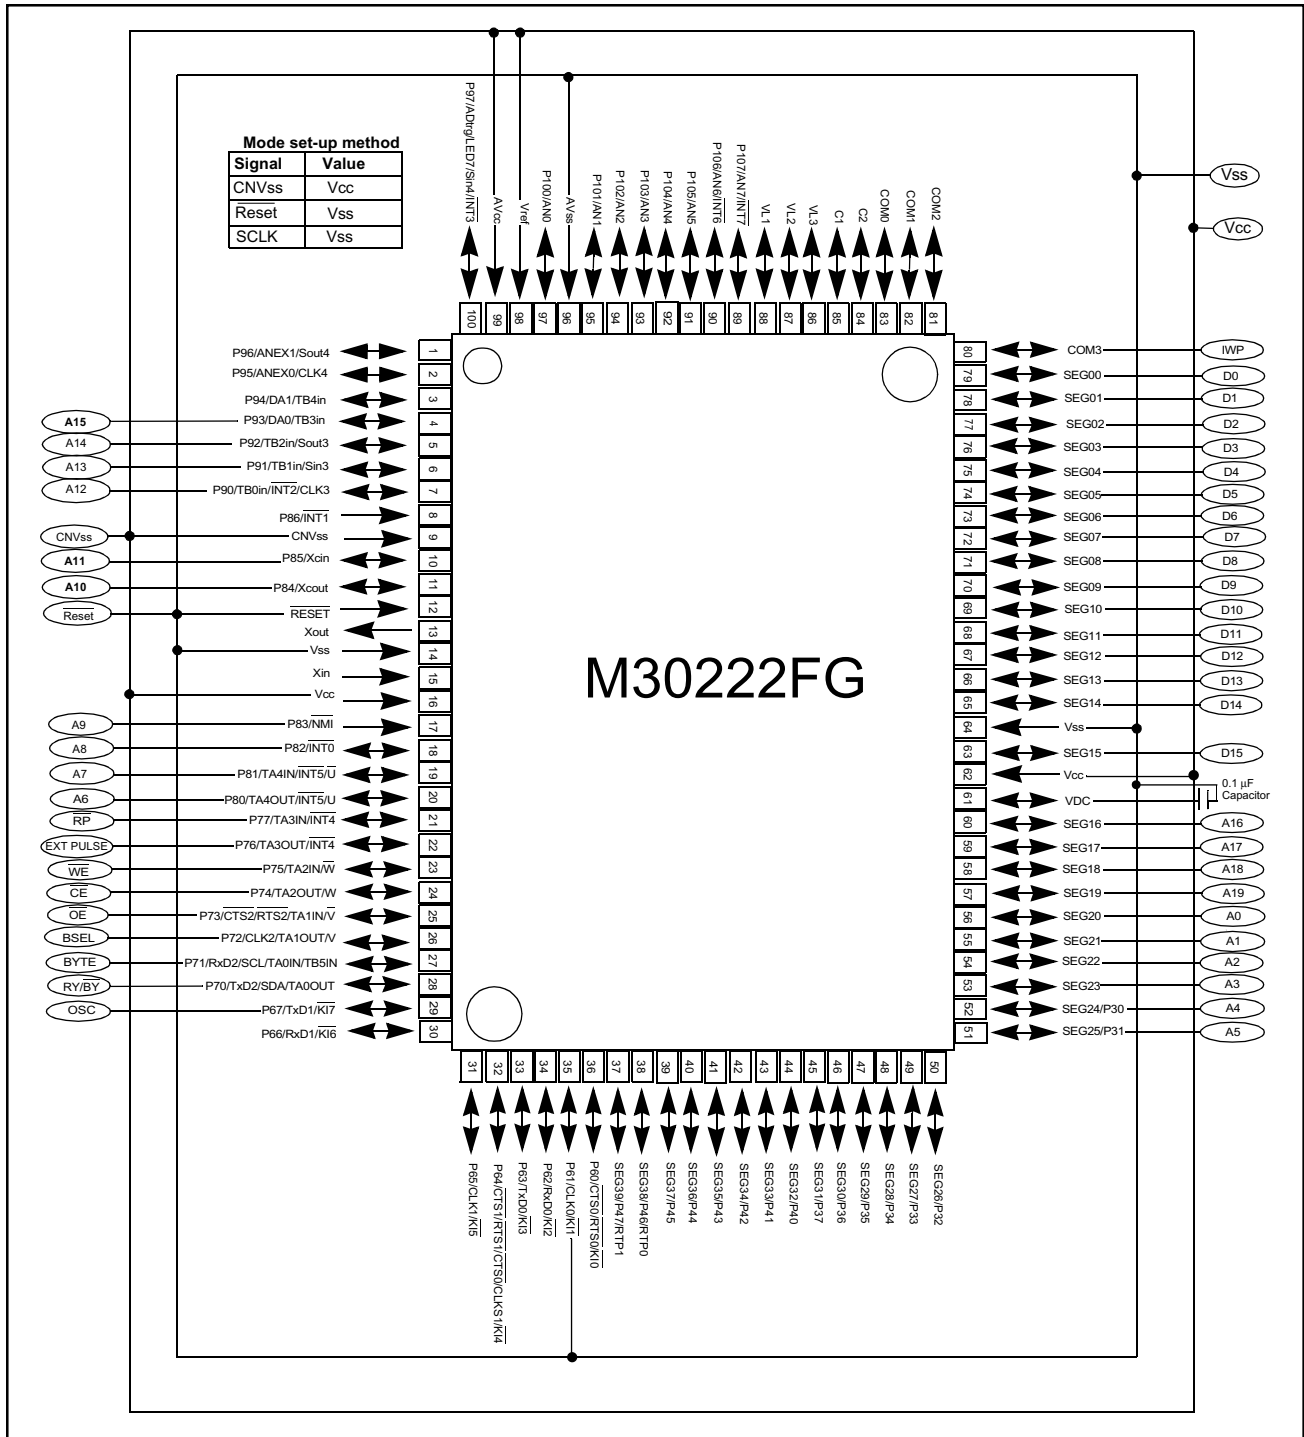 Mode set-up method
Signal Value
CNVss Vcc
Reset Vss
SCLK Vss
P97/ADtrg/LED7/Sin4/INT3
AVcc
Vref
P100/AN0
AVss
P101/AN1
P102/AN2
P103/AN3
P104/AN4
P105/AN5
P106/AN6/INT6
P107/AN7/INT7
VL1
VL2
VL3
C1
C2
COM0
COM1
COM2
Vss
Vcc
100 99 98 97 96 95 94 93 92 91 90 89 88 87 86 85 84 83 82 81
P96/ANEX1/Sout4 1
P95/ANEX0/CLK4 2
P94/DA1/TB4in 3
A15 P93/DA0/TB3in 4
A14 P92/TB2in/Sout3 5
A13 P91/TB1in/Sin3 6
A12 P90/TB0in/INT2/CLK3 7
P86/INT1 8
CNVss CNVss 9
A11 P85/Xcin 10
A10 P84/Xcout 11
Reset RESET 12
Xout 13
Vss 14
Xin 15
Vcc 16
A9 P83/NMI 17
A8 P82/INT0 18
A7 P81/TA4IN/INT5/U 19
A6 P80/TA4OUT/INT5/U 20
RP P77/TA3IN/INT4 21
EXT PULSE P76/TA3OUT/INT4 22
WE P75/TA2IN/W 23
CE P74/TA2OUT/W 24
OE P73/CTS2/RTS2/TA1IN/V 25
BSEL P72/CLK2/TA1OUT/V 26
BYTE P71/RxD2/SCL/TA0IN/TB5IN 27
RY/BY P70/TxD2/SDA/TA0OUT 28
OSC P67/TxD1/KI7 29
P66/RxD1/KI6 30
M30222FG
80 COM3 IWP
79 SEG00 D0
78 SEG01 D1
77 SEG02 D2
76 SEG03 D3
75 SEG04 D4
74 SEG05 D5
73 SEG06 D6
72 SEG07 D7
71 SEG08 D8
70 SEG09 D9
69 SEG10 D10
68 SEG11 D11
67 SEG12 D12
66 SEG13 D13
65 SEG14 D14
64 Vss
63 SEG15 D15
62 Vcc
0.1 µF
Capacitor
61 VDC
60 SEG16 A16
59 SEG17 A17
58 SEG18 A18
57 SEG19 A19
56 SEG20 A0
55 SEG21 A1
54 SEG22 A2
53 SEG23 A3
52 SEG24/P30 A4
51 SEG25/P31 A5
31 32 33 34 35 36 37 38 39 40 41 42 43 44 45 46 47 48 49 50
P65/CLK1/KI5
P64/CTS1/RTS1/CTS0/CLKS1/KI4
P63/TxD0/KI3
P62/RxD0/KI2
P61/CLK0/KI1
P60/CTS0/RTS0/KI0
SEG39/P47/RTP1
SEG38/P46/RTP0
SEG37/P45
SEG36/P44
SEG35/P43
SEG34/P42
SEG33/P41
SEG32/P40
SEG31/P37
SEG30/P36
SEG29/P35
SEG28/P34
SEG27/P33
SEG26/P32